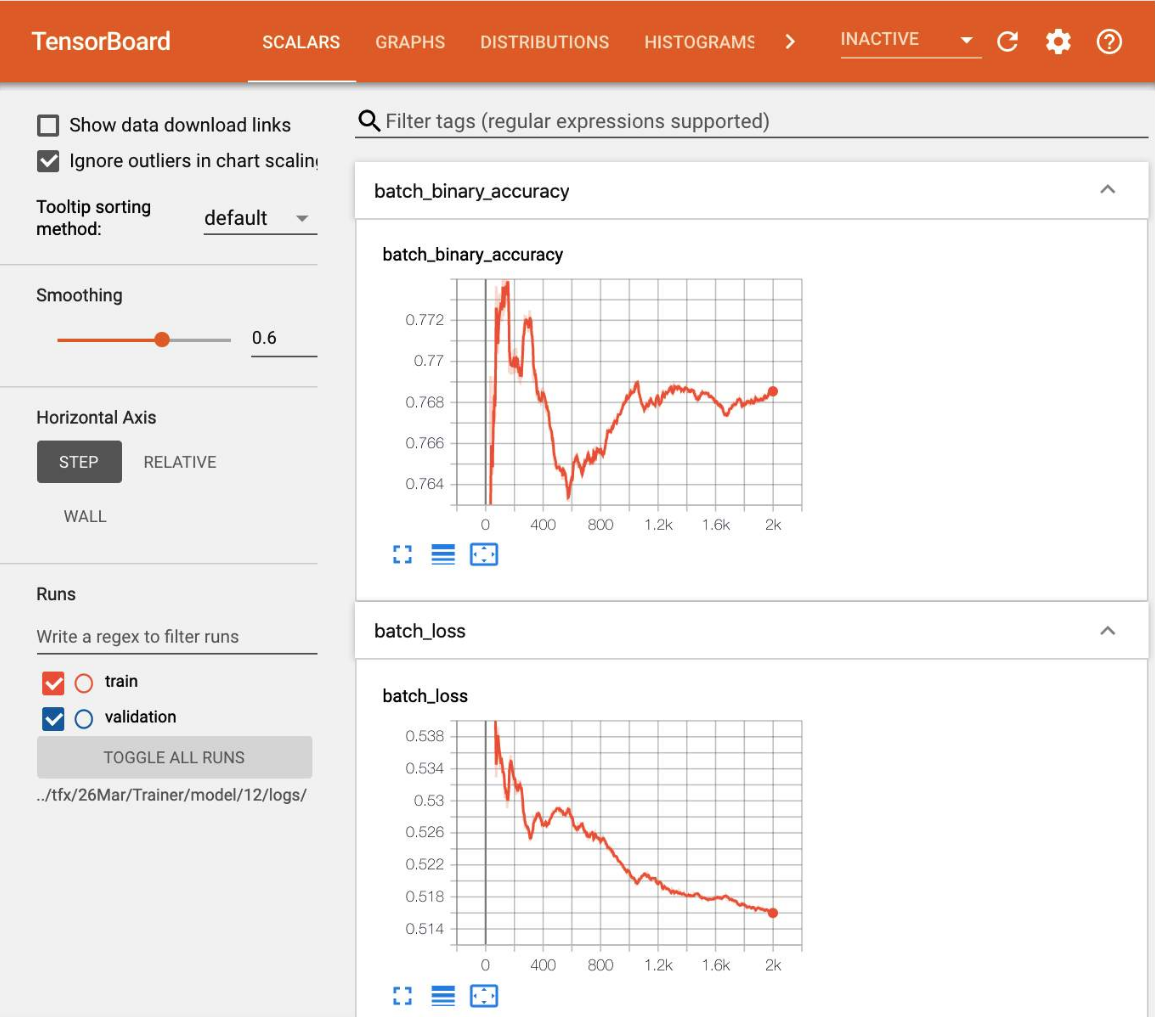 TensorBoard SCALARS GRAPHS DISTRIBUTIONS HISTOGRAMS INACTIVE
Show data download links
Ignore outliers in chart scaling
Tooltip sorting
method:
default
Smoothing
0.6
Horizontal Axis
STEP RELATIVE
WALL
Runs
Write a regex to filter runs
train
validation
TOGGLE ALL RUNS
../tfx/26Mar/Trainer/model/12/logs/
Filter tags (regular expressions supported)
batch_binary_accuracy
batch_binary_accuracy
0.772
0.77
0.768
0.766
0.764
0 400 800 1.2k 1.6k 2k
batch_loss
batch_loss
0.538
0.534
0.53
0.526
0.522
0.518
0.514
0 400 800 1.2k 1.6k 2k